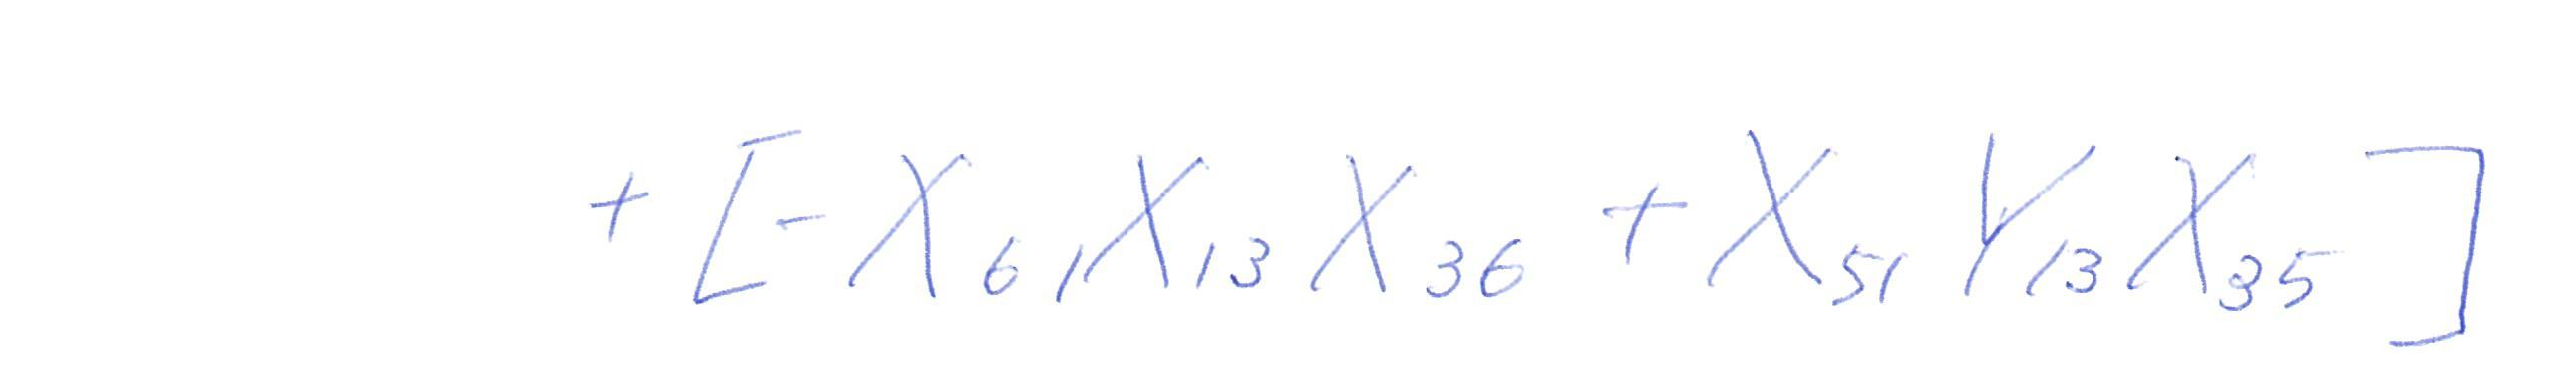 + [- X₆₁ X₁₃ X₃₆ + X₅₁ Y₁₃ X₃₅ ]